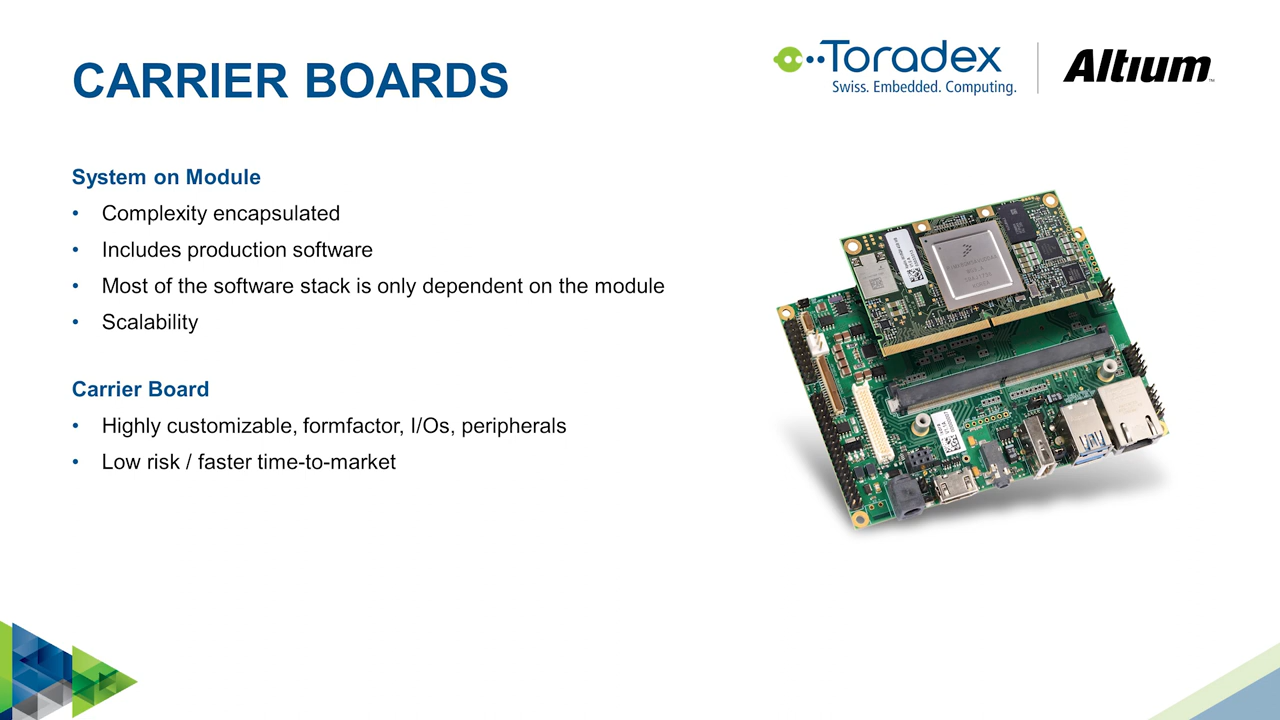 CARRIER BOARDS
Toradex
Swiss. Embedded. Computing.
Altium™
System on Module
• Complexity encapsulated
• Includes production software
• Most of the software stack is only dependent on the module
• Scalability
Carrier Board
• Highly customizable, formfactor, I/Os, peripherals
• Low risk / faster time-to-market